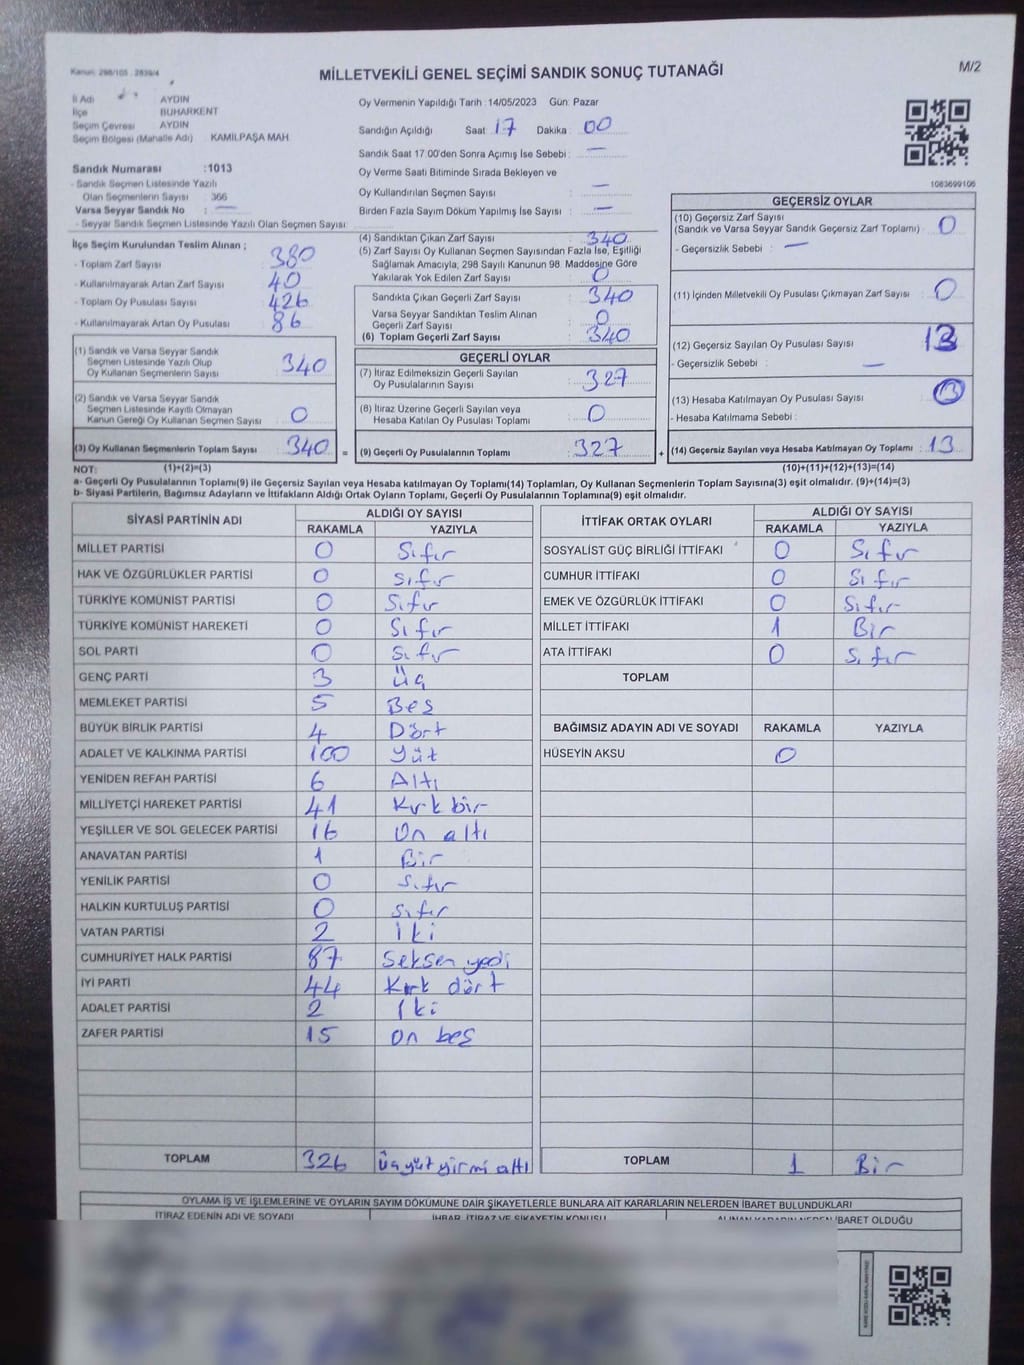 Kanun: 298/105 . 2839/4
MİLLETVEKİLİ GENEL SEÇİMİ SANDIK SONUÇ TUTANAĞI
M/2
İl Adı AYDIN
İlçe BUHARKENT
Seçim Çevresi AYDIN
Seçim Bölgesi (Mahalle Adı) KAMİLPAŞA MAH.
Sandık Numarası :1013
- Sandık Seçmen Listesinde Yazılı
Olan Seçmenlerin Sayısı : 366
Varsa Seyyar Sandık No : —
- Seyyar Sandık Seçmen Listesinde Yazılı Olan Seçmen Sayısı:
Oy Vermenin Yapıldığı Tarih :14/05/2023 Gün: Pazar
Sandığın Açıldığı Saat 17 Dakika : 00
Sandık Saat 17.00'den Sonra Açımış İse Sebebi : —
Oy Verme Saati Bitiminde Sırada Bekleyen ve
Oy Kullandırılan Seçmen Sayısı : —
Birden Fazla Sayım Döküm Yapılmış İse Sayısı : —
1063699106
İlçe Seçim Kurulundan Teslim Alınan ;
- Toplam Zarf Sayısı : 380
- Kullanılmayarak Artan Zarf Sayısı : 40
- Toplam Oy Pusulası Sayısı : 426
- Kullanılmayarak Artan Oy Pusulası : 86
(1) Sandık ve Varsa Seyyar Sandık
Seçmen Listesinde Yazılı Olup
Oy Kullanan Seçmenlerin Sayısı : 340
(2) Sandık ve Varsa Seyyar Sandık
Seçmen Listesinde Kayıtlı Olmayan
Kanun Gereği Oy Kullanan Seçmen Sayısı : 0
(3) Oy Kullanan Seçmenlerin Toplam Sayısı : 340
(4) Sandıktan Çıkan Zarf Sayısı : 340
(5) Zarf Sayısı Oy Kullanan Seçmen Sayısından Fazla İse, Eşitliği
Sağlamak Amacıyla, 298 Sayılı Kanunun 98. Maddesine Göre
Yakılarak Yok Edilen Zarf Sayısı : 0
Sandıkta Çıkan Geçerli Zarf Sayısı : 340
Varsa Seyyar Sandıktan Teslim Alınan
Geçerli Zarf Sayısı : 0
(6) Toplam Geçerli Zarf Sayısı : 340
GEÇERLİ OYLAR
(7) İtiraz Edilmeksizin Geçerli Sayılan
Oy Pusulalarının Sayısı : 327
(8) İtiraz Üzerine Geçerli Sayılan veya
Hesaba Katılan Oy Pusulası Toplamı : 0
= (9) Geçerli Oy Pusulalarının Toplamı : 327
GEÇERSİZ OYLAR
(10) Geçersiz Zarf Sayısı
(Sandık ve Varsa Seyyar Sandık Geçersiz Zarf Toplamı) : 0
- Geçersizlik Sebebi : —
(11) İçinden Milletvekili Oy Pusulası Çıkmayan Zarf Sayısı : 0
(12) Geçersiz Sayılan Oy Pusulası Sayısı : 13
- Geçersizlik Sebebi : —
(13) Hesaba Katılmayan Oy Pusulası Sayısı :
- Hesaba Katılmama Sebebi :
+ (14) Geçersiz Sayılan veya Hesaba Katılmayan Oy Toplamı : 13
NOT: (1)+(2)=(3)
(10)+(11)+(12)+(13)=(14)
a- Geçerli Oy Pusulalarının Toplamı(9) ile Geçersiz Sayılan veya Hesaba katılmayan Oy Toplamı(14) Toplamları, Oy Kullanan Seçmenlerin Toplam Sayısına(3) eşit olmalıdır. (9)+(14)=(3)
b- Siyasi Partilerin, Bağımsız Adayların ve İttifakların Aldığı Ortak Oyların Toplamı, Geçerli Oy Pusulalarının Toplamına(9) eşit olmalıdır.
SİYASİ PARTİNİN ADI ALDIĞI OY SAYISI
RAKAMLA YAZIYLA
MİLLET PARTİSİ 0 Sıfır
HAK VE ÖZGÜRLÜKLER PARTİSİ 0 Sıfır
TÜRKİYE KOMÜNİST PARTİSİ 0 Sıfır
TÜRKİYE KOMÜNİST HAREKETİ 0 Sıfır
SOL PARTİ 0 Sıfır
GENÇ PARTİ 3 Üç
MEMLEKET PARTİSİ 5 Beş
BÜYÜK BİRLİK PARTİSİ 4 Dört
ADALET VE KALKINMA PARTİSİ 100 Yüz
YENİDEN REFAH PARTİSİ 6 Altı
MİLLİYETÇİ HAREKET PARTİSİ 41 Kırk bir
YEŞİLLER VE SOL GELECEK PARTİSİ 16 On altı
ANAVATAN PARTİSİ 1 Bir
YENİLİK PARTİSİ 0 Sıfır
HALKIN KURTULUŞ PARTİSİ 0 Sıfır
VATAN PARTİSİ 2 İki
CUMHURİYET HALK PARTİSİ 87 Seksen yedi
İYİ PARTİ 44 Kırk dört
ADALET PARTİSİ 2 İki
ZAFER PARTİSİ 15 On beş
TOPLAM 326 Üçyüz yirmi altı
İTTİFAK ORTAK OYLARI ALDIĞI OY SAYISI
RAKAMLA YAZIYLA
SOSYALİST GÜÇ BİRLİĞİ İTTİFAKI 0 Sıfır
CUMHUR İTTİFAKI 0 Sıfır
EMEK VE ÖZGÜRLÜK İTTİFAKI 0 Sıfır
MİLLET İTTİFAKI 1 Bir
ATA İTTİFAKI 0 Sıfır
TOPLAM
BAĞIMSIZ ADAYIN ADI VE SOYADI RAKAMLA YAZIYLA
HÜSEYİN AKSU 0
TOPLAM 1 Bir
OYLAMA İŞ VE İŞLEMLERİNE VE OYLARIN SAYIM DÖKÜMÜNE DAİR ŞİKAYETLERLE BUNLARA AİT KARARLARIN NELERDEN İBARET BULUNDUKLARI
İTİRAZ EDENİN ADI VE SOYADI İHBAR, İTİRAZ VE ŞİKAYETİN KONUSU ALINAN KARARIN NEDEN İBARET OLDUĞU